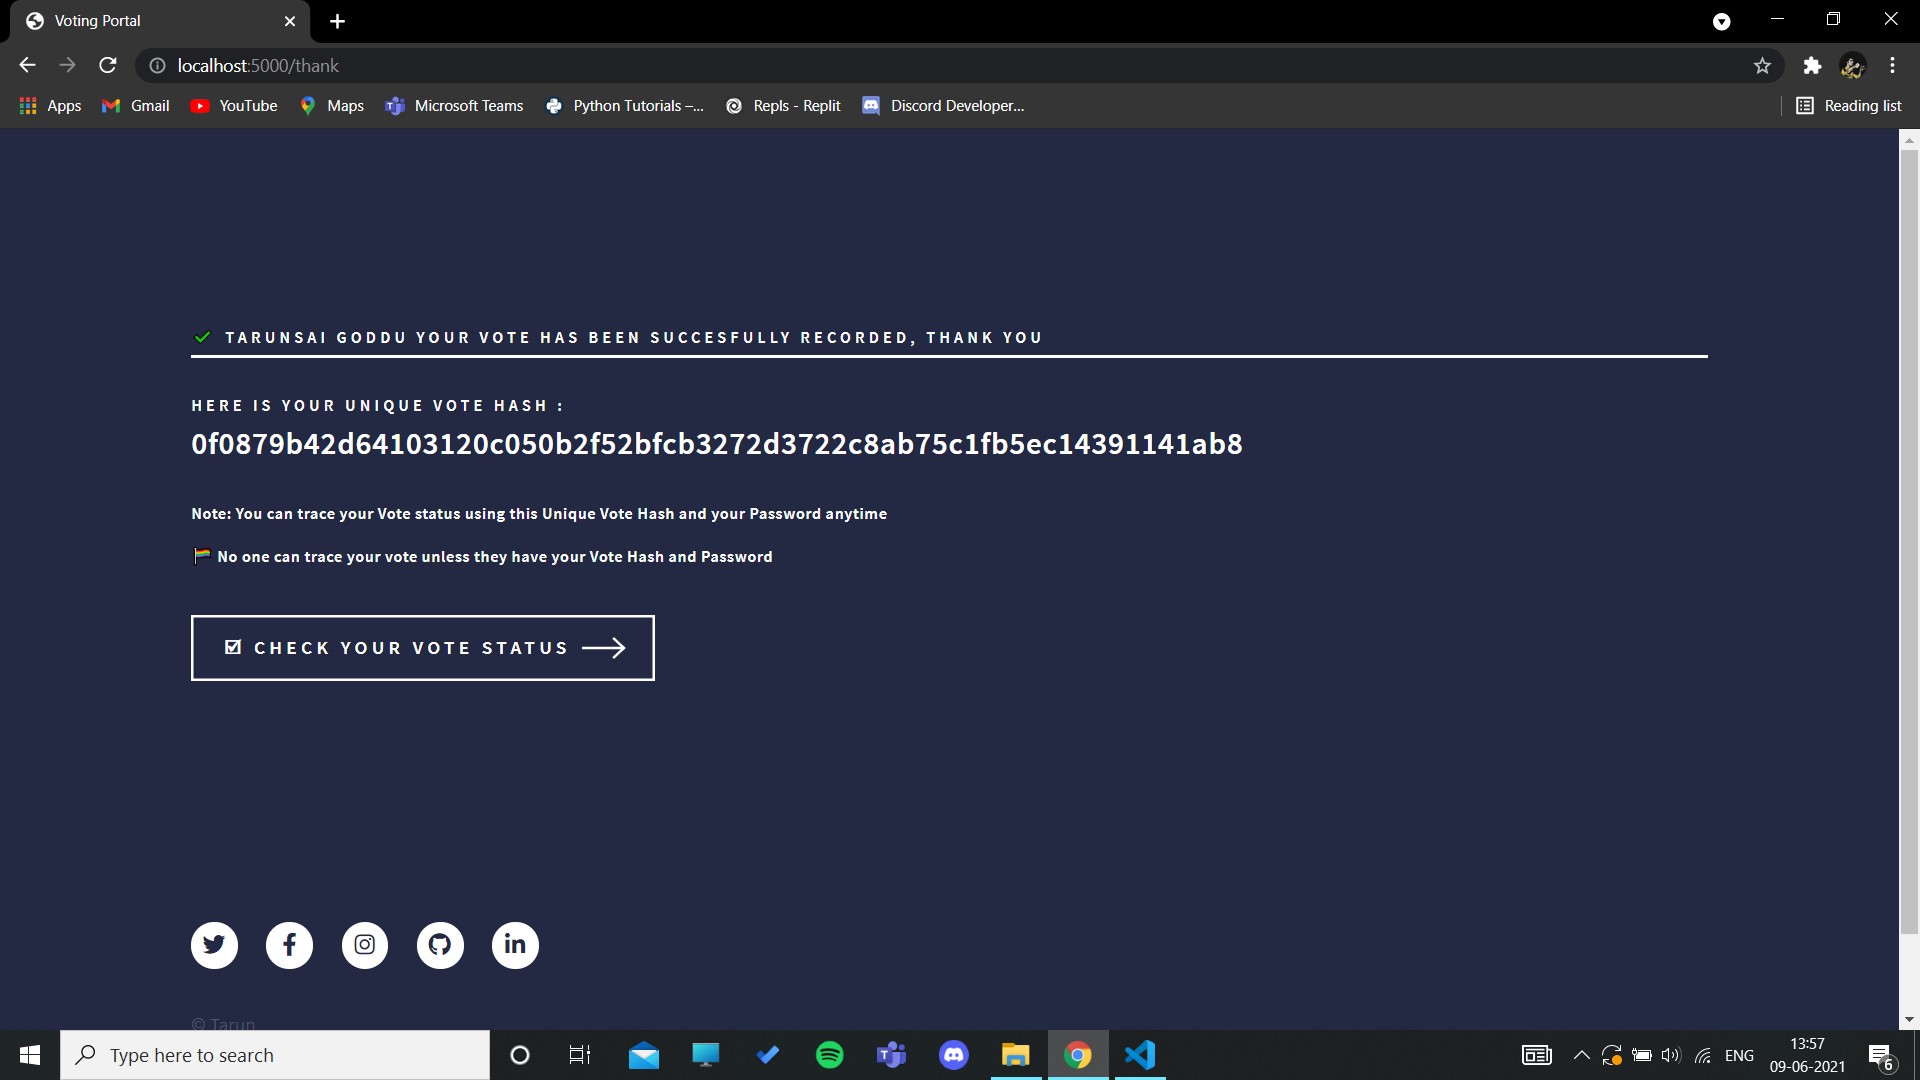 Voting Portal
localhost:5000/thank
Apps Gmail YouTube Maps Microsoft Teams Python Tutorials –... Repls - Replit Discord Developer... Reading list
TARUNSAI GODDU YOUR VOTE HAS BEEN SUCCESFULLY RECORDED, THANK YOU
HERE IS YOUR UNIQUE VOTE HASH :
0f0879b42d64103120c050b2f52bfcb3272d3722c8ab75c1fb5ec14391141ab8
Note: You can trace your Vote status using this Unique Vote Hash and your Password anytime
No one can trace your vote unless they have your Vote Hash and Password
CHECK YOUR VOTE STATUS
© Tarun
Type here to search
ENG
13:57
09-06-2021
6